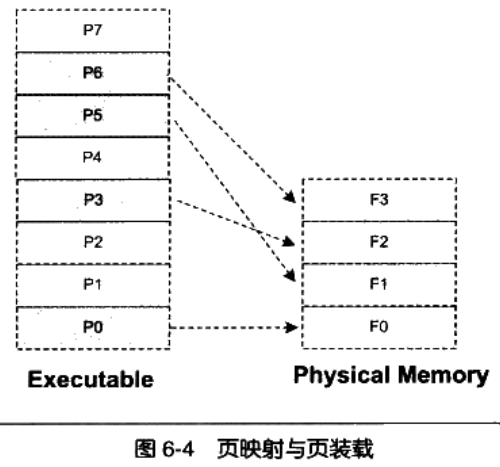 P7
P6
P5
P4
P3
P2
P1
P0
F3
F2
F1
F0
Executable
Physical Memory
图 6-4 页映射与页装载